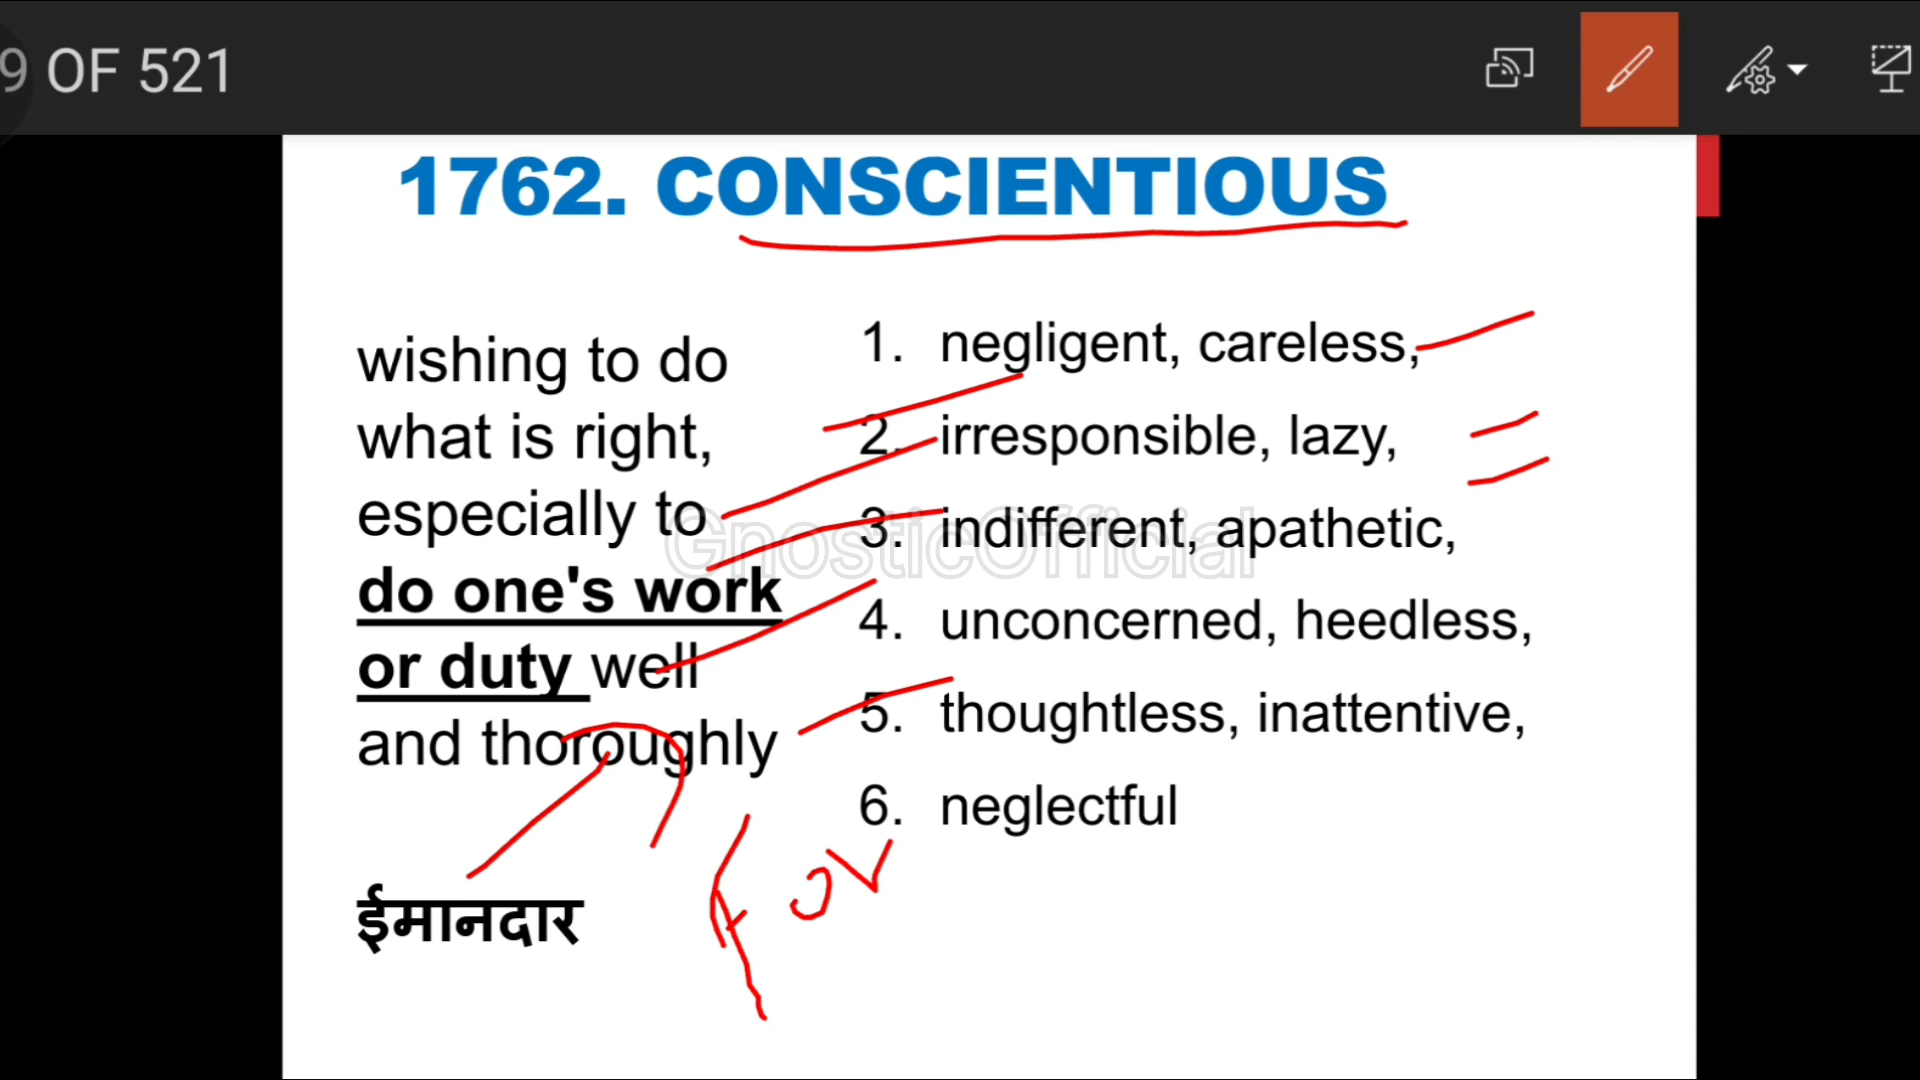 9 OF 521
1762. CONSCIENTIOUS
wishing to do
what is right,
especially to
do one's work
or duty well
and thoroughly
ईमानदार
1. negligent, careless,
2. irresponsible, lazy,
3. indifferent, apathetic,
4. unconcerned, heedless,
5. thoughtless, inattentive,
6. neglectful
GnosticOfficial